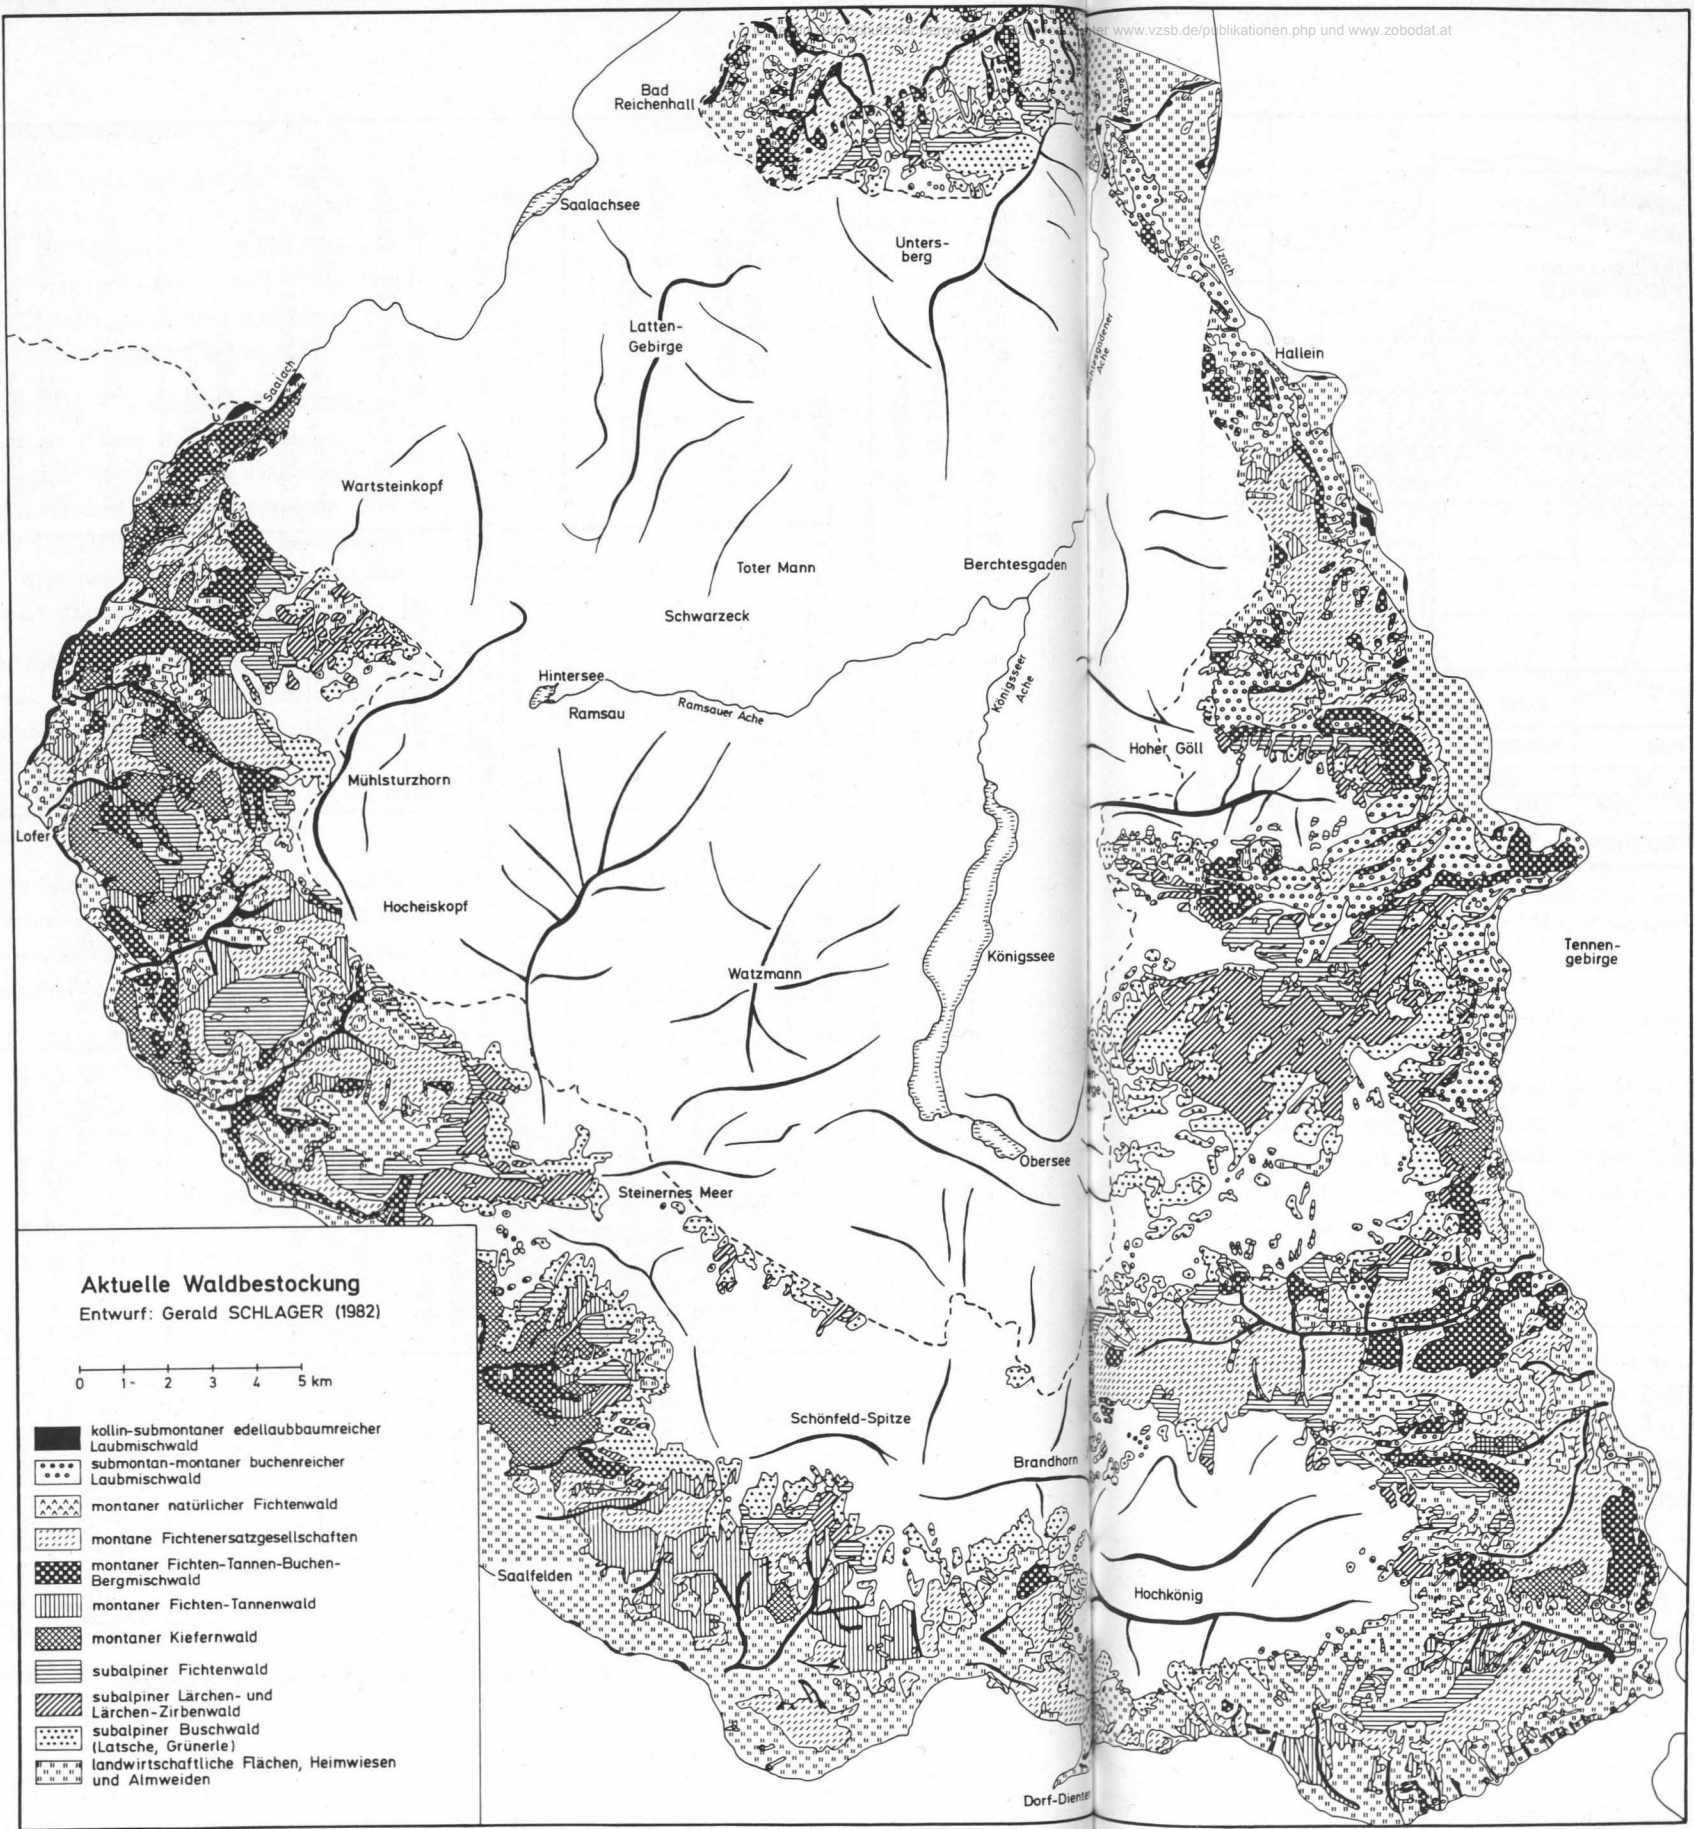 ter www.vzsb.de/publikationen.php und www.zobodat.at
Bad
Reichenhall
Saalachsee
Unters-
berg
Salzach
Latten-
Gebirge
Ache
Hallein
Saalach
Wartsteinkopf
Toter Mann
Berchtesgaden
Schwarzeck
Hintersee
Ramsau
Ramsauer Ache
Königsseer
Ache
Hoher Göll
Mühlsturzhorn
Lofer
Hocheiskopf
Watzmann
Königssee
Tennen-
gebirge
Obersee
Steinernes Meer
Schönfeld-Spitze
Brandhorn
Saalfelden
Hochkönig
Dorf-Dienten
Aktuelle Waldbestockung
Entwurf: Gerald SCHLAGER (1982)
0 1 2 3 4 5 km
kollin-submontaner edellaubbaumreicher
Laubmischwald
submontan-montaner buchenreicher
Laubmischwald
montaner natürlicher Fichtenwald
montane Fichtenersatzgesellschaften
montaner Fichten-Tannen-Buchen-
Bergmischwald
montaner Fichten-Tannenwald
montaner Kiefernwald
subalpiner Fichtenwald
subalpiner Lärchen- und
Lärchen-Zirbenwald
subalpiner Buschwald
(Latsche, Grünerle)
landwirtschaftliche Flächen, Heimwiesen
und Almweiden